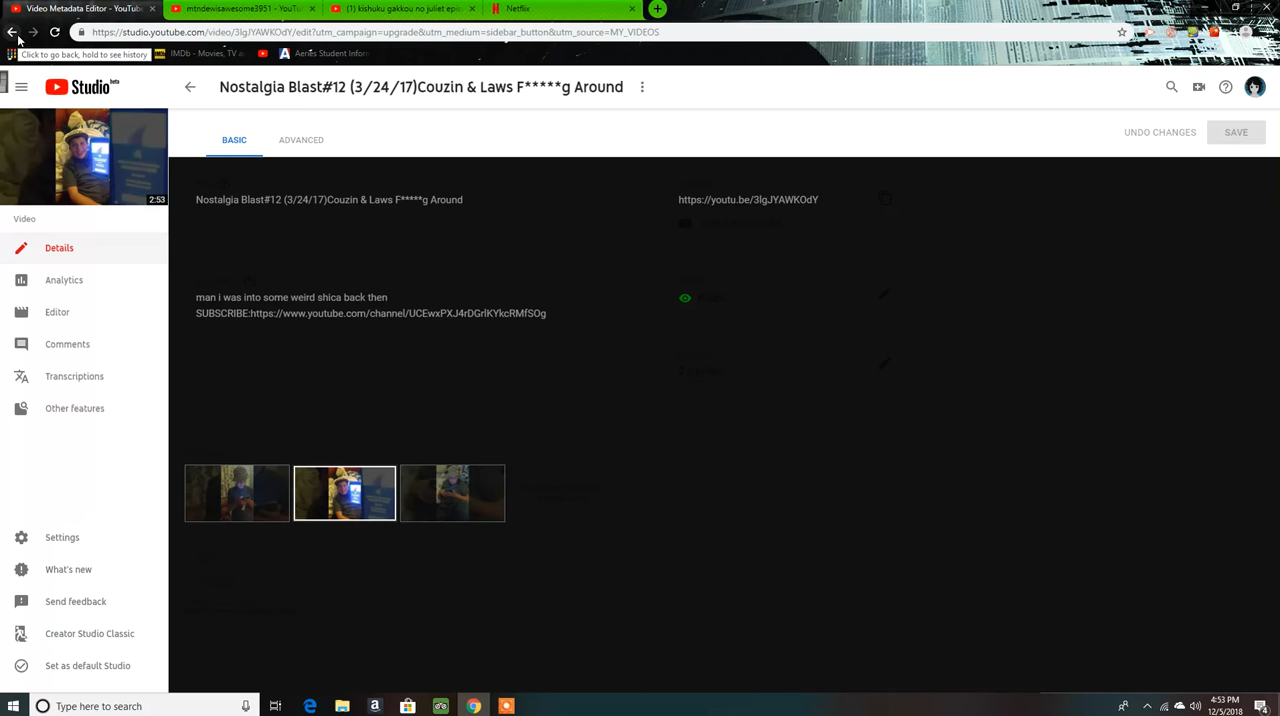 Video Metadata Editor - YouTube
mtndewisawesome3951 - YouTu
(1) kishuku gakkou no juliet epis
Netflix
https://studio.youtube.com/video/3lgJYAWKOdY/edit?utm_campaign=upgrade&utm_medium=sidebar_button&utm_source=MY_VIDEOS
Click to go back, hold to see history
IMDb - Movies, TV a
Aeries Student Inform
Studio beta
Nostalgia Blast#12 (3/24/17)Couzin & Laws F*****g Around
BASIC
ADVANCED
UNDO CHANGES
SAVE
2:53
Nostalgia Blast#12 (3/24/17)Couzin & Laws F*****g Around
https://youtu.be/3lgJYAWKOdY
Video
Details
Analytics
man i was into some weird shica back then
SUBSCRIBE:https://www.youtube.com/channel/UCEwxPXJ4rDGrlKYkcRMfSOg
Editor
Comments
Transcriptions
Other features
Settings
What's new
Send feedback
Creator Studio Classic
Set as default Studio
Type here to search
4:53 PM
12/5/2018
4